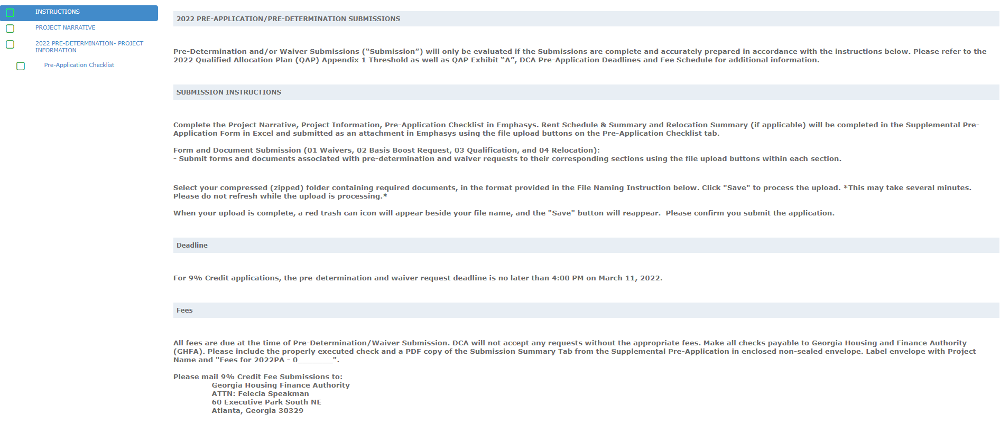 INSTRUCTIONS
PROJECT NARRATIVE
2022 PRE-DETERMINATION- PROJECT
INFORMATION
Pre-Application Checklist
2022 PRE-APPLICATION/PRE-DETERMINATION SUBMISSIONS
Pre-Determination and/or Waiver Submissions (“Submission”) will only be evaluated if the Submissions are complete and accurately prepared in accordance with the instructions below. Please refer to the
2022 Qualified Allocation Plan (QAP) Appendix 1 Threshold as well as QAP Exhibit “A”, DCA Pre-Application Deadlines and Fee Schedule for additional information.
SUBMISSION INSTRUCTIONS
Complete the Project Narrative, Project Information, Pre-Application Checklist in Emphasys. Rent Schedule & Summary and Relocation Summary (if applicable) will be completed in the Supplemental Pre-
Application Form in Excel and submitted as an attachment in Emphasys using the file upload buttons on the Pre-Application Checklist tab.
Form and Document Submission (01 Waivers, 02 Basis Boost Request, 03 Qualification, and 04 Relocation):
- Submit forms and documents associated with pre-determination and waiver requests to their corresponding sections using the file upload buttons within each section.
Select your compressed (zipped) folder containing required documents, in the format provided in the File Naming Instruction below. Click "Save" to process the upload. *This may take several minutes.
Please do not refresh while the upload is processing.*
When your upload is complete, a red trash can icon will appear beside your file name, and the "Save" button will reappear.  Please confirm you submit the application.
Deadline
For 9% Credit applications, the pre-determination and waiver request deadline is no later than 4:00 PM on March 11, 2022.
Fees
All fees are due at the time of Pre-Determination/Waiver Submission. DCA will not accept any requests without the appropriate fees. Make all checks payable to Georgia Housing and Finance Authority
(GHFA). Please include the properly executed check and a PDF copy of the Submission Summary Tab from the Supplemental Pre-Application in enclosed non-sealed envelope. Label envelope with Project
Name and "Fees for 2022PA - 0_______".
Please mail 9% Credit Fee Submissions to:
Georgia Housing Finance Authority
ATTN: Felecia Speakman
60 Executive Park South NE
Atlanta, Georgia 30329